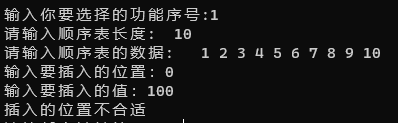 输入你要选择的功能序号:1
请输入顺序表长度:  10
请输入顺序表的数据:   1 2 3 4 5 6 7 8 9 10
输入要插入的位置: 0
输入要插入的值: 100
插入的位置不合适